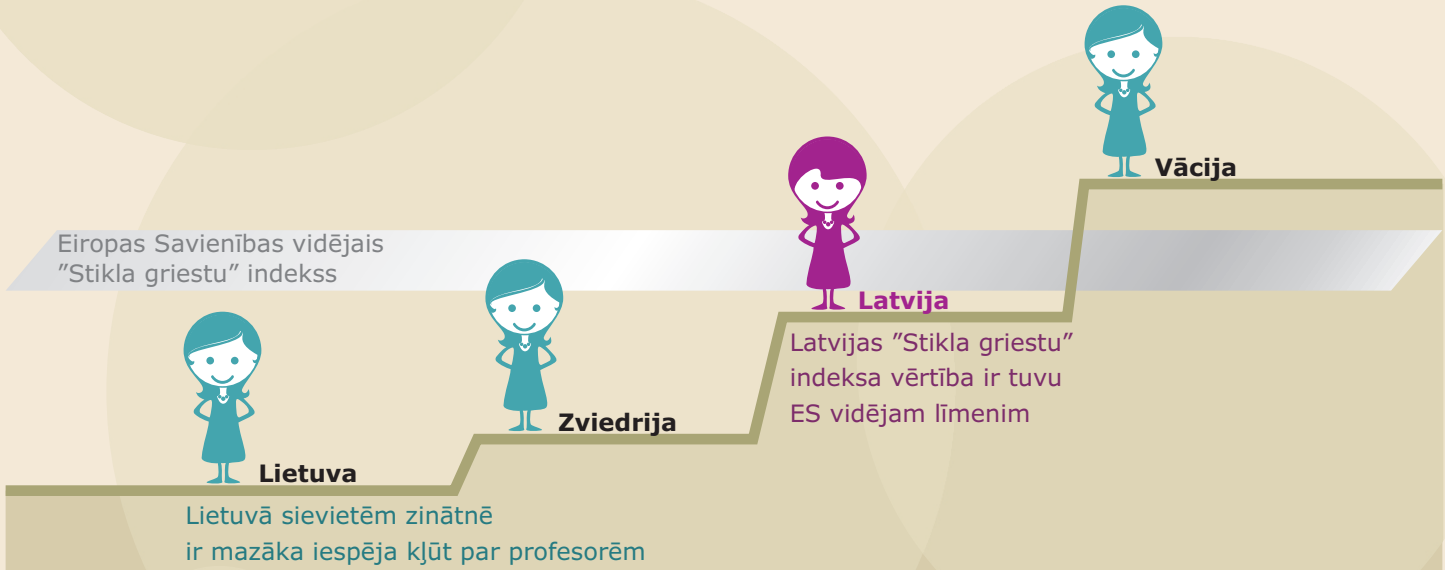 Vācija
Eiropas Savienības vidējais
"Stikla griestu" indekss
Latvija
Latvijas "Stikla griestu"
indeksa vērtība ir tuvu
ES vidējam līmenim
Zviedrija
Lietuva
Lietuvā sievietēm zinātnē
ir mazāka iespēja kļūt par profesorēm